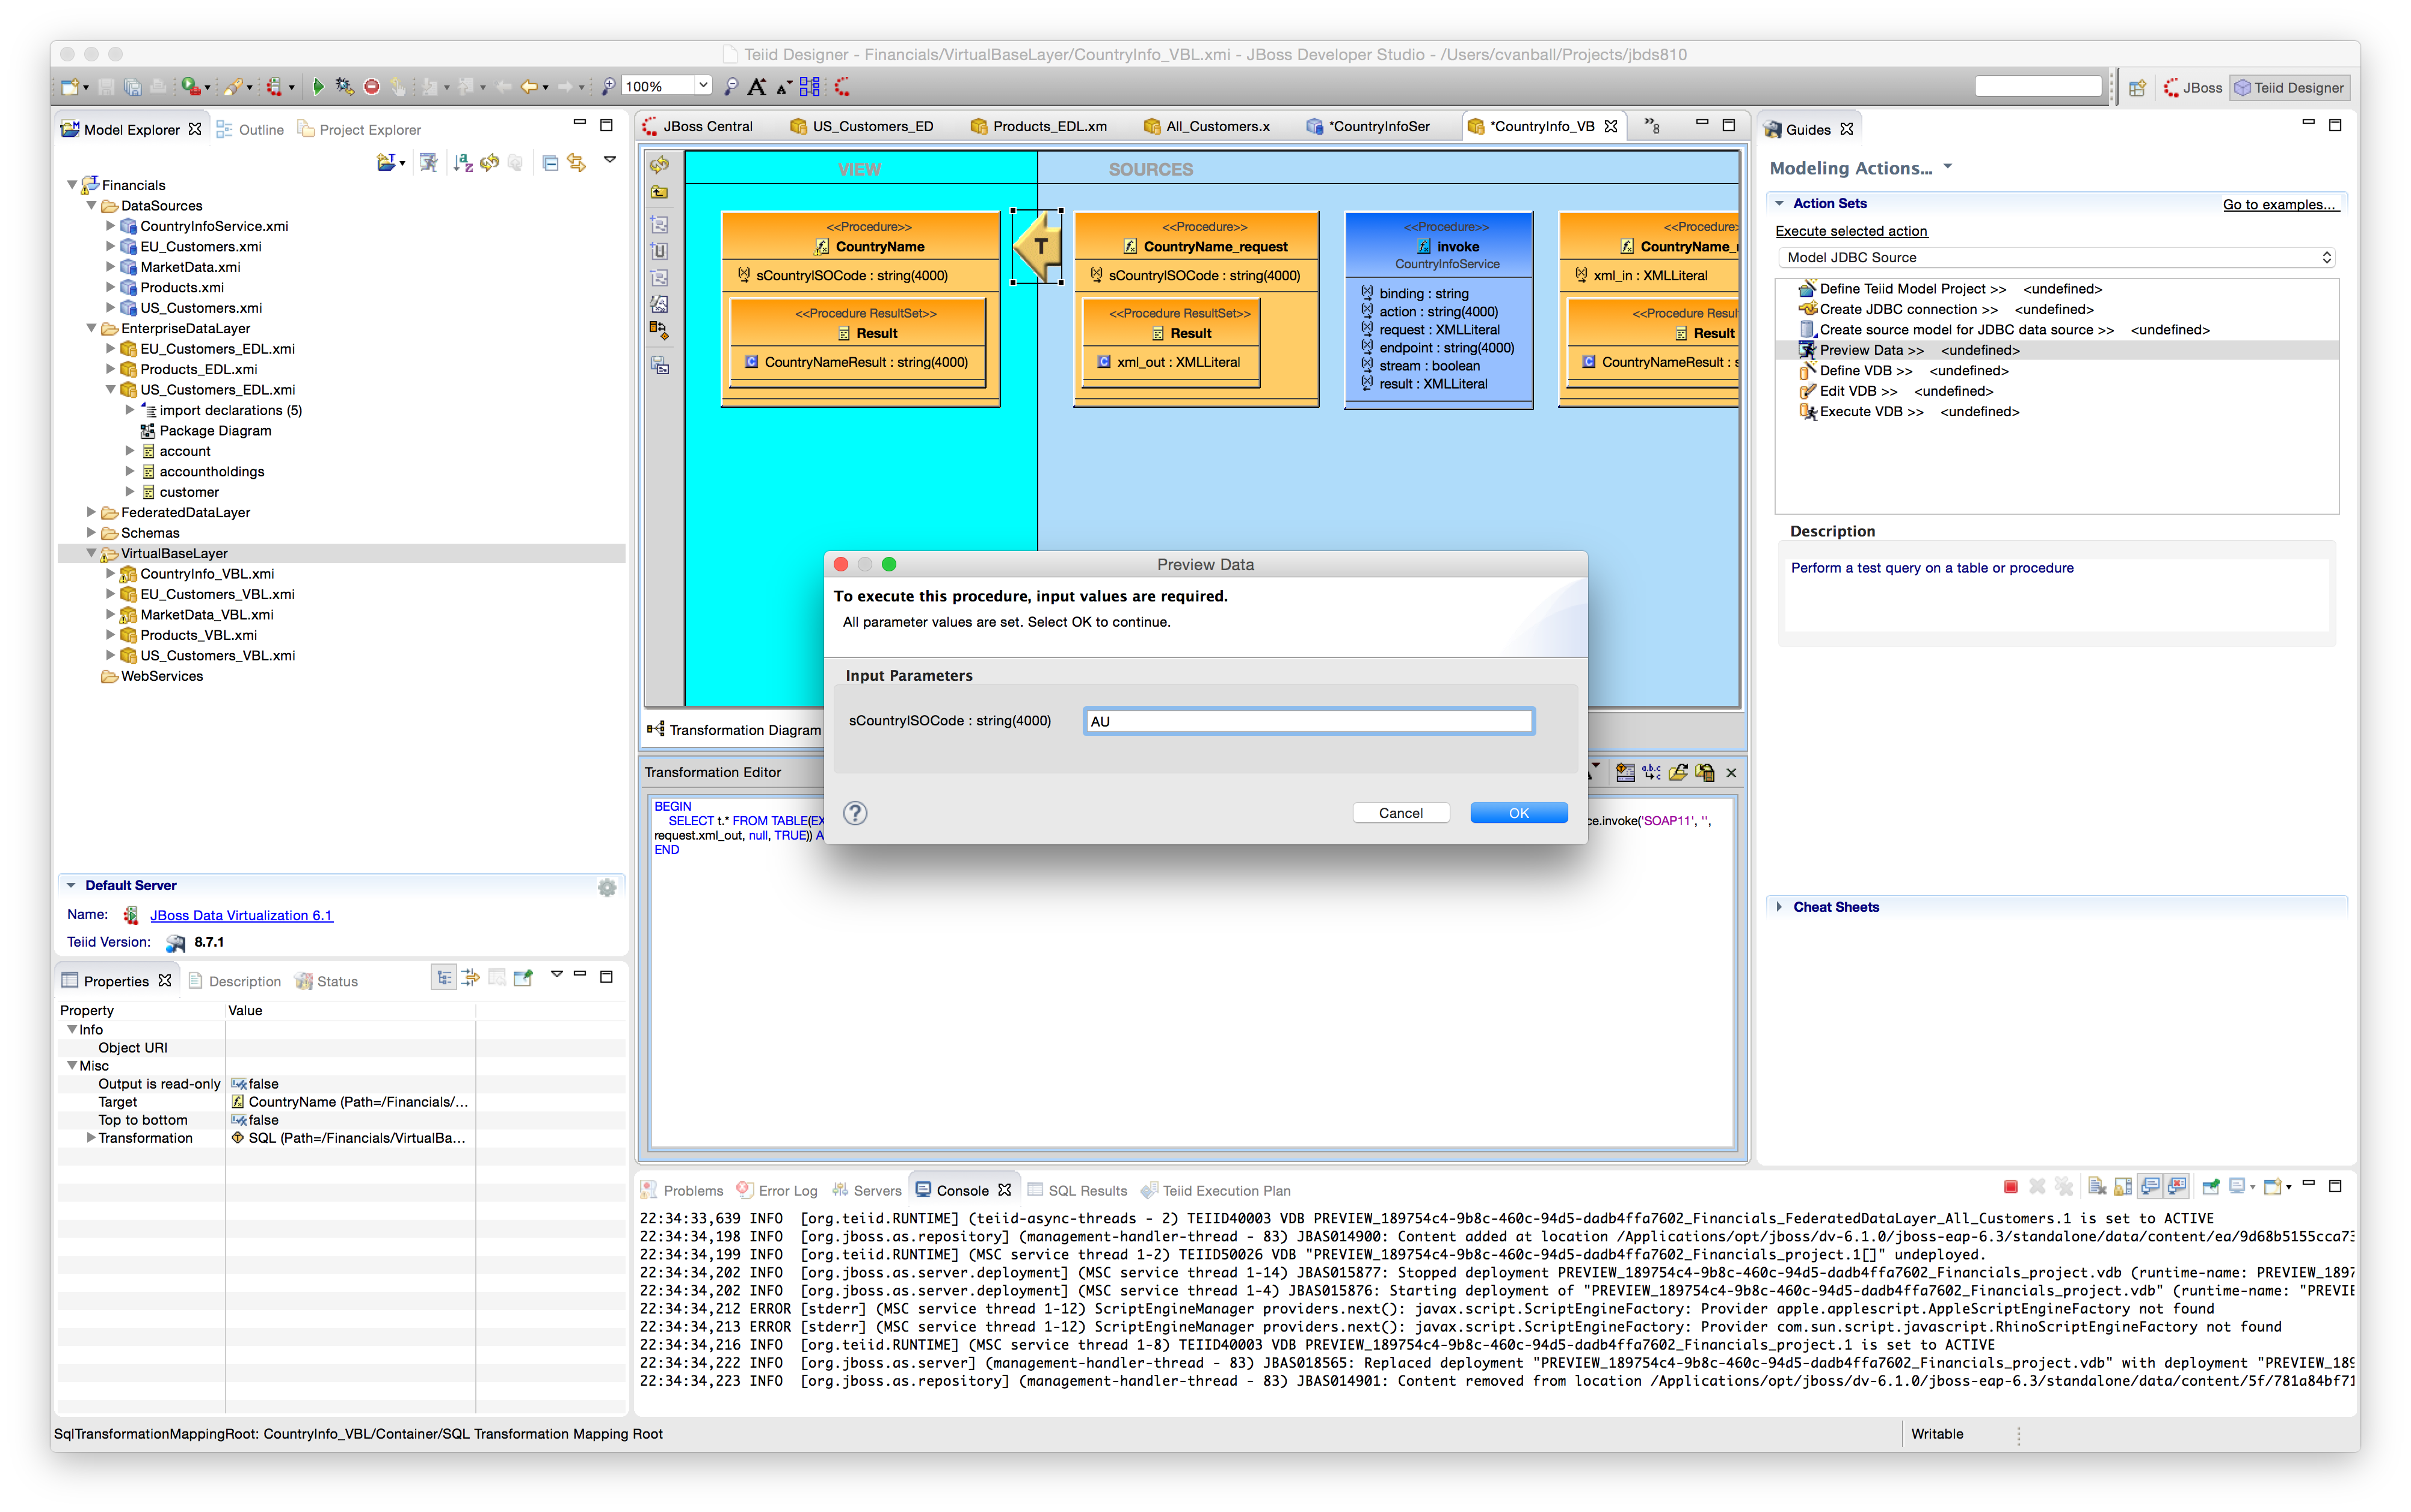 Teiid Designer - Financials/VirtualBaseLayer/CountryInfo_VBL.xmi - JBoss Developer Studio - /Users/cvanball/Projects/jbds810
100%
JBoss
Teiid Designer
Model Explorer
Outline
Project Explorer
Financials
DataSources
CountryInfoService.xmi
EU_Customers.xmi
MarketData.xmi
Products.xmi
US_Customers.xmi
EnterpriseDataLayer
EU_Customers_EDL.xmi
Products_EDL.xmi
US_Customers_EDL.xmi
import declarations (5)
Package Diagram
account
accountholdings
customer
FederatedDataLayer
Schemas
VirtualBaseLayer
CountryInfo_VBL.xmi
EU_Customers_VBL.xmi
MarketData_VBL.xmi
Products_VBL.xmi
US_Customers_VBL.xmi
WebServices
Default Server
Name: JBoss Data Virtualization 6.1
Teiid Version: 8.7.1
Properties
Description
Status
Property Value
Info
Object URI
Misc
Output is read-only false
Target CountryName (Path=/Financials/...
Top to bottom false
Transformation SQL (Path=/Financials/VirtualBa...
JBoss Central
US_Customers_ED
Products_EDL.xm
All_Customers.x
*CountryInfoSer
*CountryInfo_VB
»8
VIEW
SOURCES
<<Procedure>>
CountryName
sCountryISOCode : string(4000)
<<Procedure ResultSet>>
Result
CountryNameResult : string(4000)
T
<<Procedure>>
CountryName_request
sCountryISOCode : string(4000)
<<Procedure ResultSet>>
Result
xml_out : XMLLiteral
<<Procedure>>
invoke
CountryInfoService
binding : string
action : string(4000)
request : XMLLiteral
endpoint : string(4000)
stream : boolean
result : XMLLiteral
<<Procedu
CountryName_
xml_in : XMLLiteral
<<Procedure Resul
Result
CountryNameResult : s
Transformation Diagram
Preview Data
To execute this procedure, input values are required.
All parameter values are set. Select OK to continue.
Input Parameters
sCountryISOCode : string(4000)
AU
?
Cancel
OK
Transformation Editor
BEGIN
SELECT t.* FROM TABLE(EX
ce.invoke('SOAP11', '',
request.xml_out, null, TRUE)) A
END
Guides
Modeling Actions...
Action Sets
Go to examples...
Execute selected action
Model JDBC Source
Define Teiid Model Project >> <undefined>
Create JDBC connection >> <undefined>
Create source model for JDBC data source >> <undefined>
Preview Data >> <undefined>
Define VDB >> <undefined>
Edit VDB >> <undefined>
Execute VDB >> <undefined>
Description
Perform a test query on a table or procedure
Cheat Sheets
Problems
Error Log
Servers
Console
SQL Results
Teiid Execution Plan
22:34:33,639 INFO [org.teiid.RUNTIME] (teiid-async-threads - 2) TEIID40003 VDB PREVIEW_189754c4-9b8c-460c-94d5-dadb4ffa7602_Financials_FederatedDataLayer_All_Customers.1 is set to ACTIVE
22:34:34,198 INFO [org.jboss.as.repository] (management-handler-thread - 83) JBAS014900: Content added at location /Applications/opt/jboss/dv-6.1.0/jboss-eap-6.3/standalone/data/content/ea/9d68b5155cca73
22:34:34,199 INFO [org.teiid.RUNTIME] (MSC service thread 1-2) TEIID50026 VDB "PREVIEW_189754c4-9b8c-460c-94d5-dadb4ffa7602_Financials_project.1[]" undeployed.
22:34:34,202 INFO [org.jboss.as.server.deployment] (MSC service thread 1-14) JBAS015877: Stopped deployment PREVIEW_189754c4-9b8c-460c-94d5-dadb4ffa7602_Financials_project.vdb (runtime-name: PREVIEW_1897
22:34:34,202 INFO [org.jboss.as.server.deployment] (MSC service thread 1-4) JBAS015876: Starting deployment of "PREVIEW_189754c4-9b8c-460c-94d5-dadb4ffa7602_Financials_project.vdb" (runtime-name: "PREVIE
22:34:34,212 ERROR [stderr] (MSC service thread 1-12) ScriptEngineManager providers.next(): javax.script.ScriptEngineFactory: Provider apple.applescript.AppleScriptEngineFactory not found
22:34:34,213 ERROR [stderr] (MSC service thread 1-12) ScriptEngineManager providers.next(): javax.script.ScriptEngineFactory: Provider com.sun.script.javascript.RhinoScriptEngineFactory not found
22:34:34,216 INFO [org.teiid.RUNTIME] (MSC service thread 1-8) TEIID40003 VDB PREVIEW_189754c4-9b8c-460c-94d5-dadb4ffa7602_Financials_project.1 is set to ACTIVE
22:34:34,222 INFO [org.jboss.as.server] (management-handler-thread - 83) JBAS018565: Replaced deployment "PREVIEW_189754c4-9b8c-460c-94d5-dadb4ffa7602_Financials_project.vdb" with deployment "PREVIEW_189
22:34:34,223 INFO [org.jboss.as.repository] (management-handler-thread - 83) JBAS014901: Content removed from location /Applications/opt/jboss/dv-6.1.0/jboss-eap-6.3/standalone/data/content/5f/781a84bf71
SqlTransformationMappingRoot: CountryInfo_VBL/Container/SQL Transformation Mapping Root
Writable